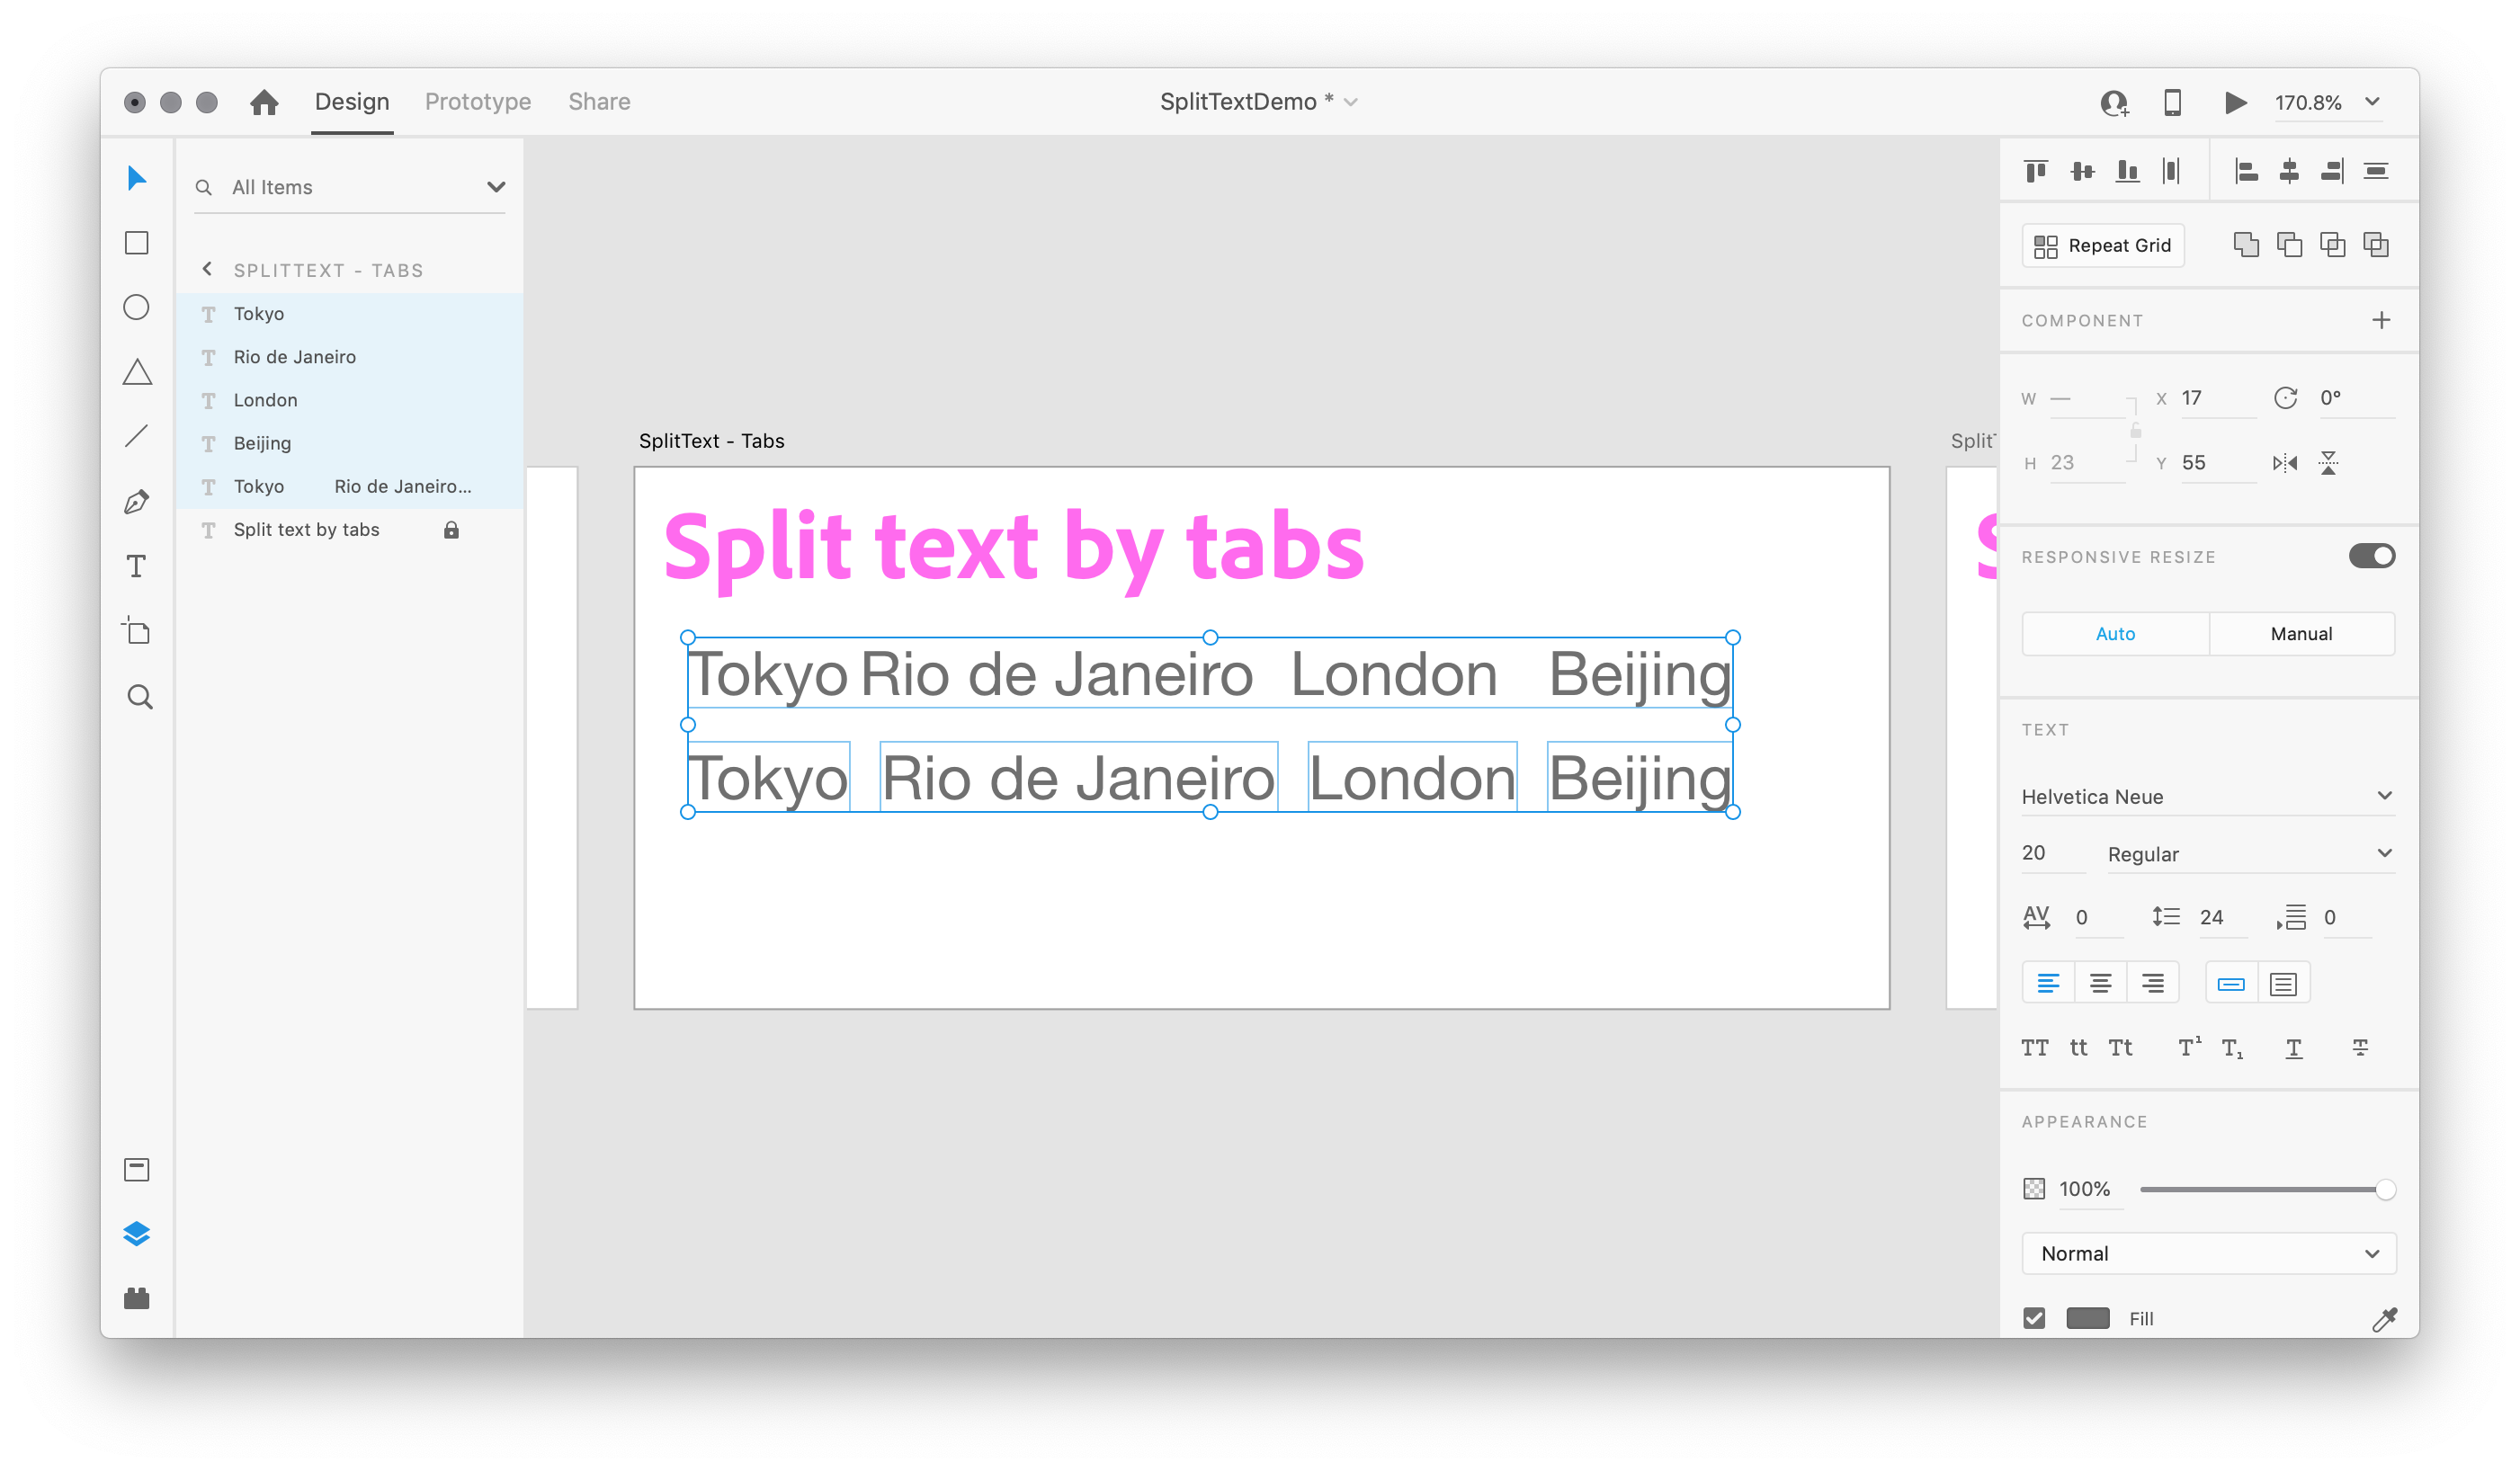 Design Prototype Share SplitTextDemo * 170.8%
All Items
SPLITTEXT - TABS
Tokyo
Rio de Janeiro
London
Beijing
Tokyo Rio de Janeiro...
Split text by tabs
SplitText - Tabs
Split text by tabs
Tokyo Rio de Janeiro London Beijing
Tokyo Rio de Janeiro London Beijing
Split
S
Repeat Grid
COMPONENT
W — X 17 0°
H 23 Y 55
RESPONSIVE RESIZE
Auto Manual
TEXT
Helvetica Neue
20 Regular
AV 0 24 0
TT tt Tt T1 T1 T T
APPEARANCE
100%
Normal
Fill